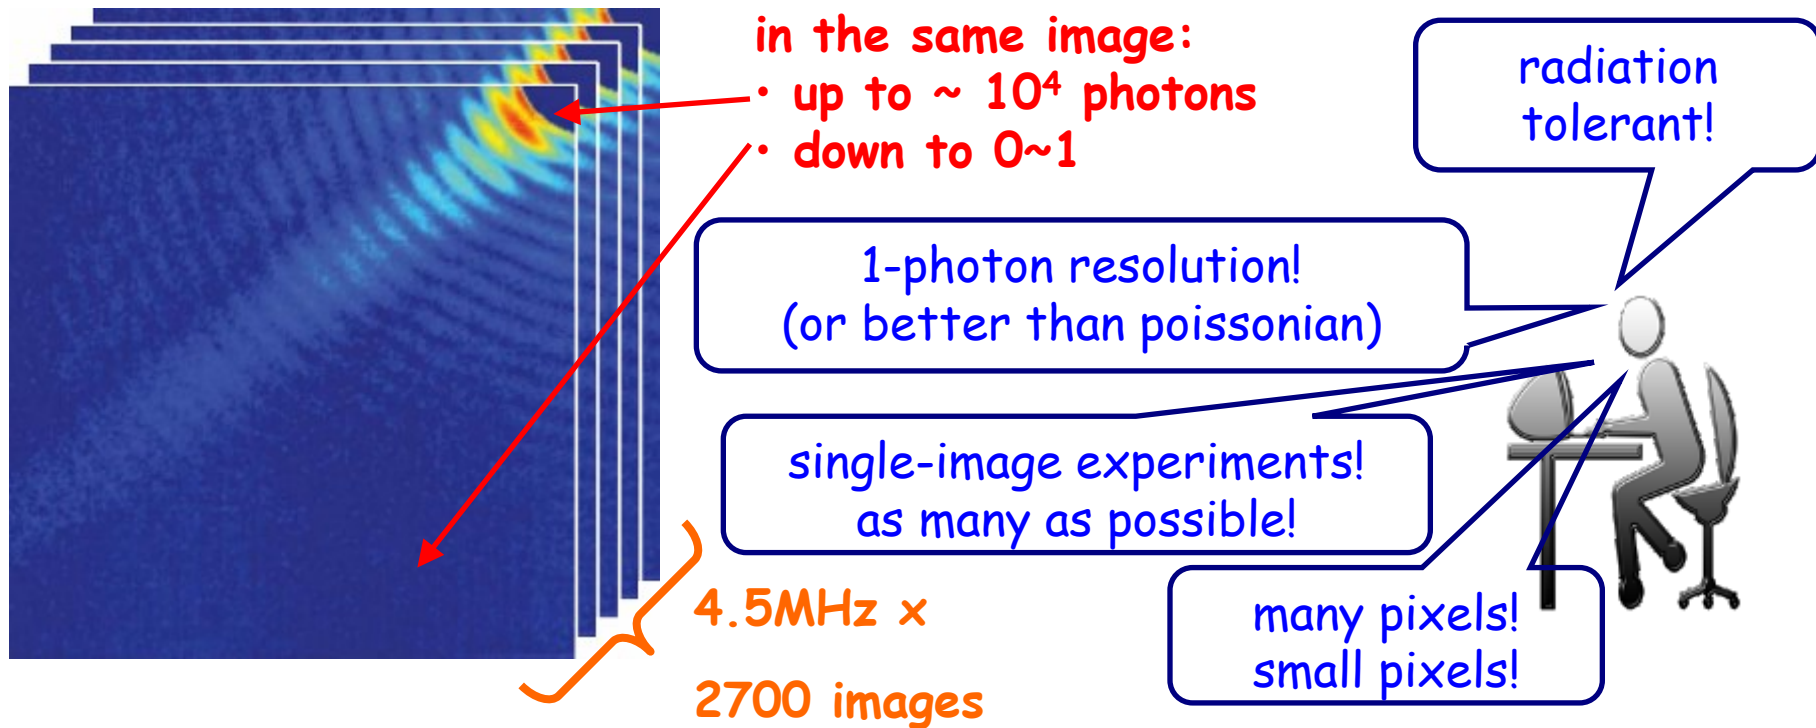 in the same image:
• up to ~ 10⁴ photons
• down to 0~1
radiation
tolerant!
1-photon resolution!
(or better than poissonian)
single-image experiments!
as many as possible!
4.5MHz x
2700 images
many pixels!
small pixels!